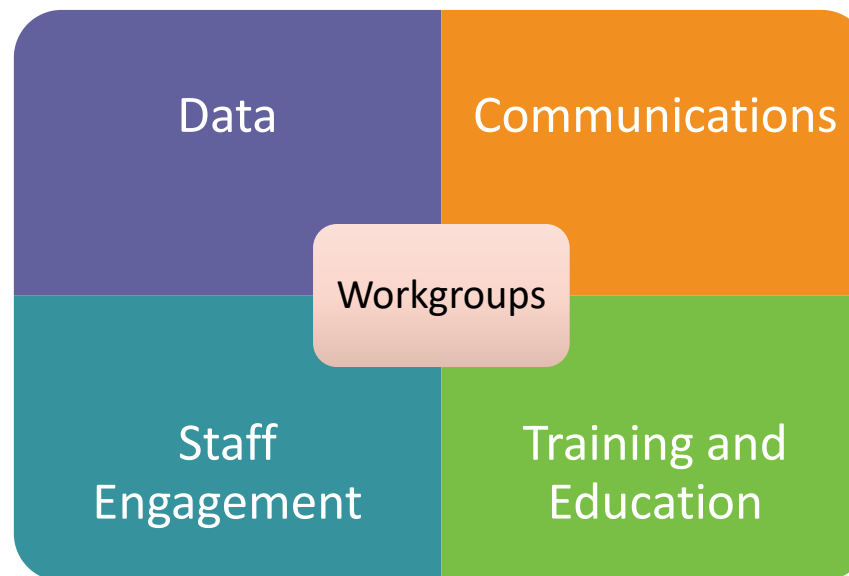 Data
Communications
Workgroups
Staff
Engagement
Training and
Education